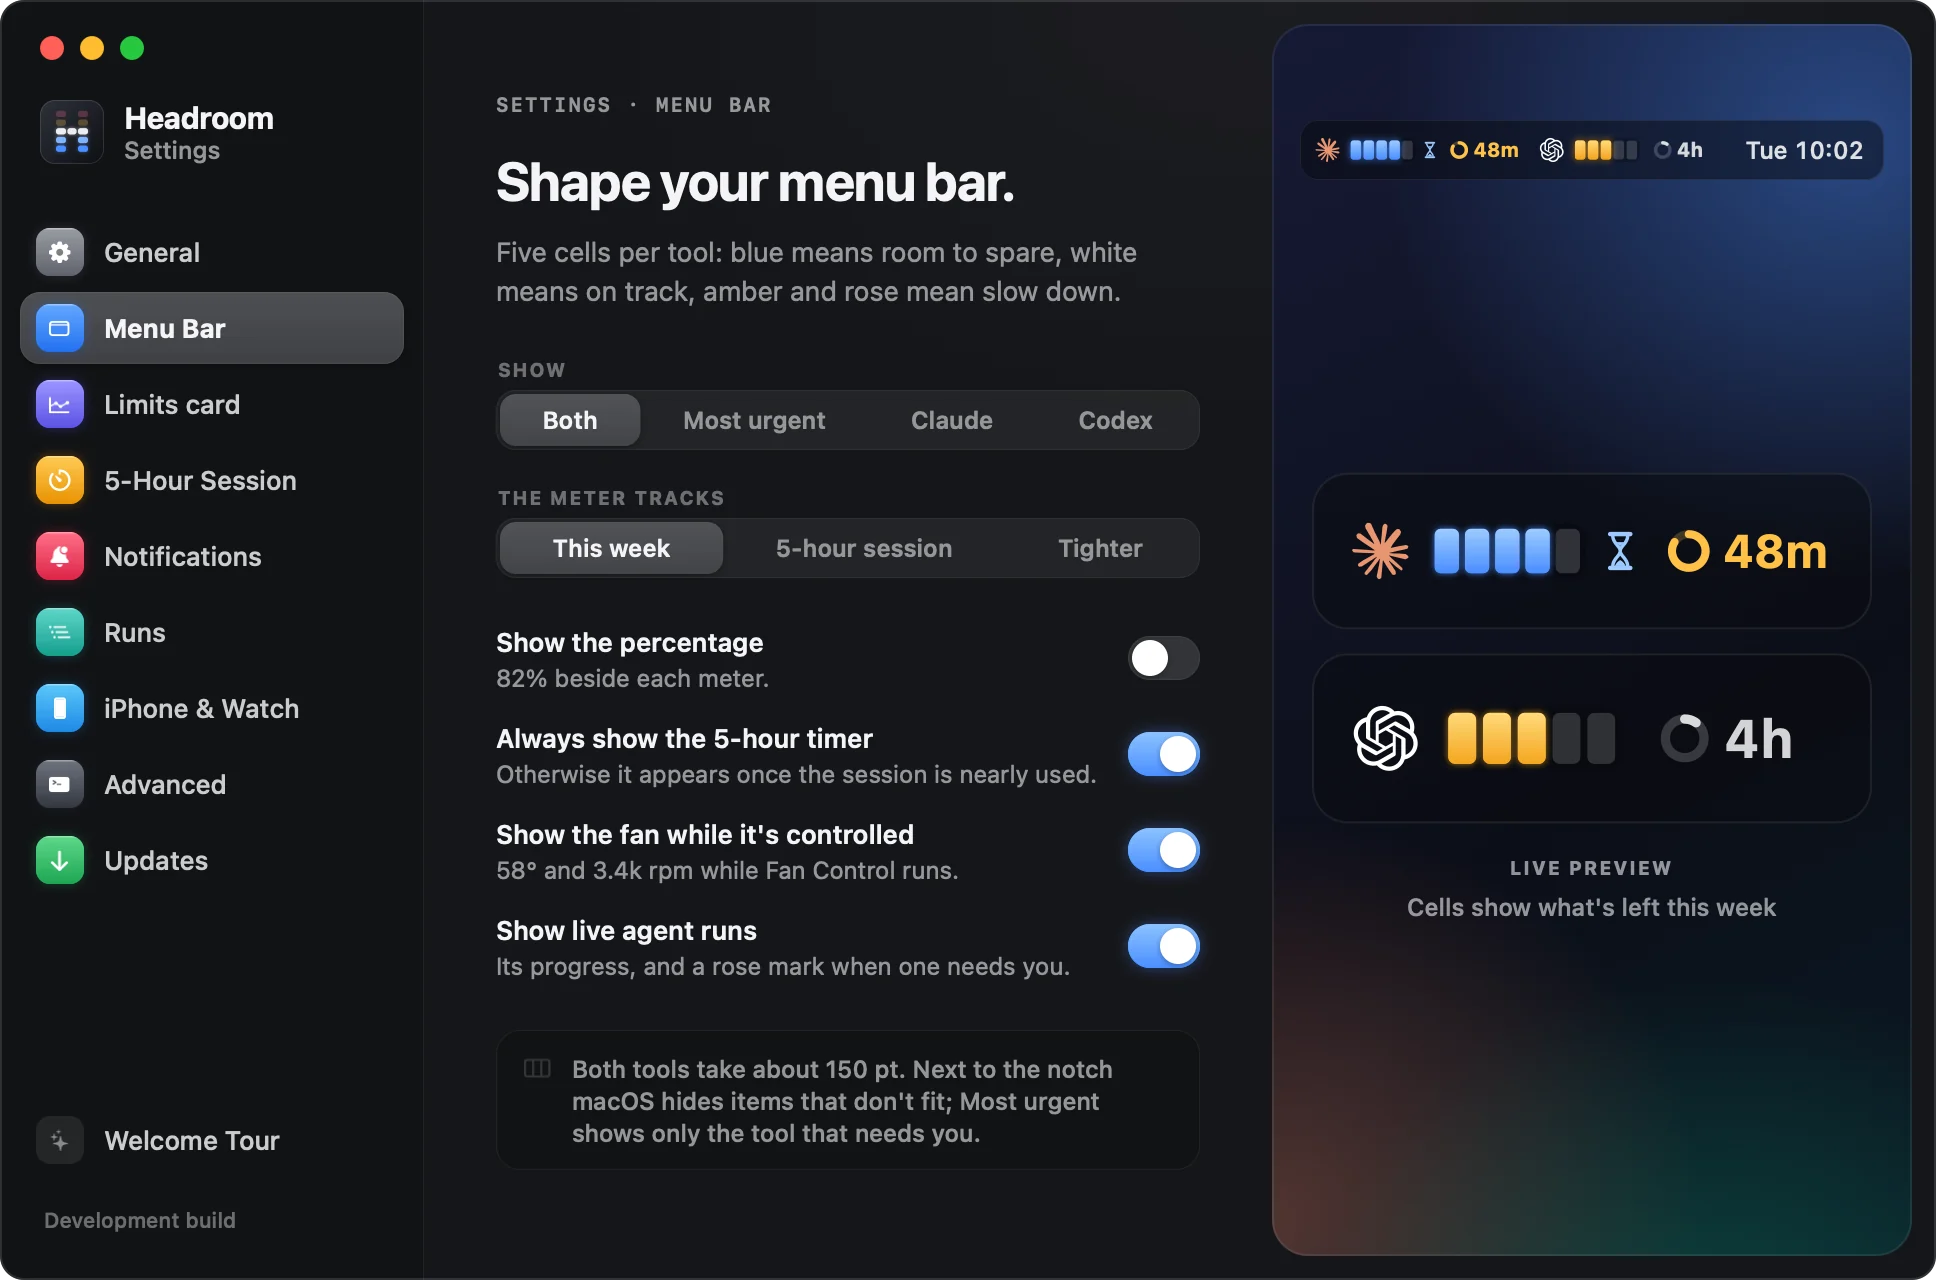 Headroom
Settings
General
Menu Bar
Limits card
5-Hour Session
Notifications
Runs
iPhone & Watch
Advanced
Updates
Welcome Tour
Development build
SETTINGS · MENU BAR
Shape your menu bar.
Five cells per tool: blue means room to spare, white
means on track, amber and rose mean slow down.
SHOW
Both Most urgent Claude Codex
THE METER TRACKS
This week 5-hour session Tighter
Show the percentage
82% beside each meter.
Always show the 5-hour timer
Otherwise it appears once the session is nearly used.
Show the fan while it's controlled
58° and 3.4k rpm while Fan Control runs.
Show live agent runs
Its progress, and a rose mark when one needs you.
Both tools take about 150 pt. Next to the notch
macOS hides items that don't fit; Most urgent
shows only the tool that needs you.
48m 4h Tue 10:02
48m
4h
LIVE PREVIEW
Cells show what's left this week